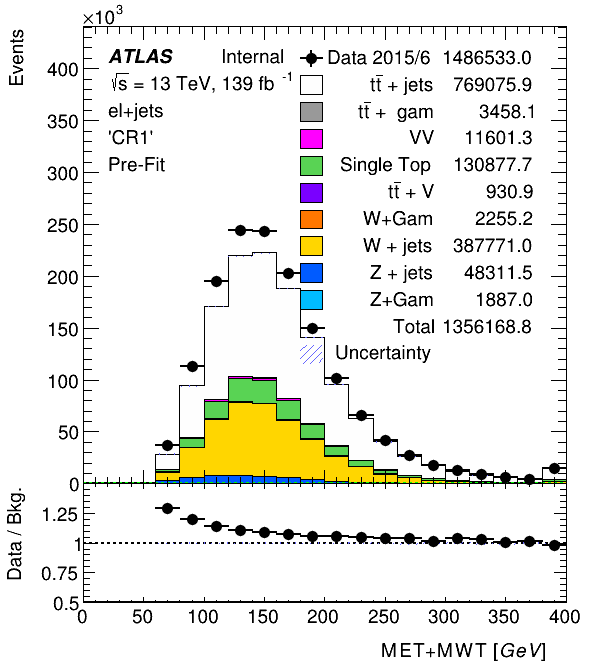 ×10³
Events
ATLAS Internal
√s = 13 TeV, 139 fb⁻¹
el+jets
'CR1'
Pre-Fit
Data 2015/6 1486533.0
tt̄ + jets 769075.9
tt̄ + gam 3458.1
VV 11601.3
Single Top 130877.7
tt̄ + V 930.9
W+Gam 2255.2
W + jets 387771.0
Z + jets 48311.5
Z+Gam 1887.0
Total 1356168.8
Uncertainty
400
350
300
250
200
150
100
50
0
Data / Bkg.
1.25
1
0.75
0.5
0 50 100 150 200 250 300 350 400
MET+MWT [GeV]